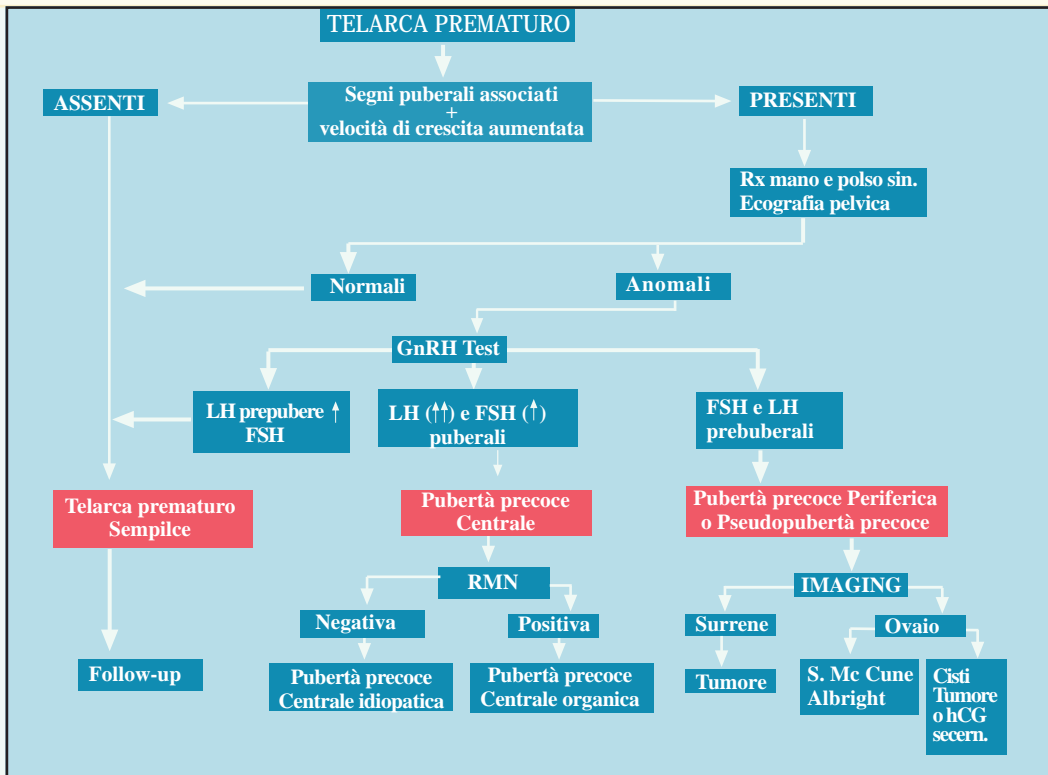 TELARCA PREMATURO
ASSENTI
Segni puberali associati
+
velocità di crescita aumentata
PRESENTI
Rx mano e polso sin.
Ecografia pelvica
Normali
Anomali
GnRH Test
LH prepubere ↑
FSH
LH (↑↑) e FSH (↑)
puberali
FSH e LH
prebuberali
Telarca prematuro
Sempilce
Pubertà precoce
Centrale
Pubertà precoce Periferica
o Pseudopubertà precoce
RMN
IMAGING
Negativa
Positiva
Surrene
Ovaio
Follow-up
Pubertà precoce
Centrale idiopatica
Pubertà precoce
Centrale organica
Tumore
S. Mc Cune
Albright
Cisti
Tumore
o hCG
secern.